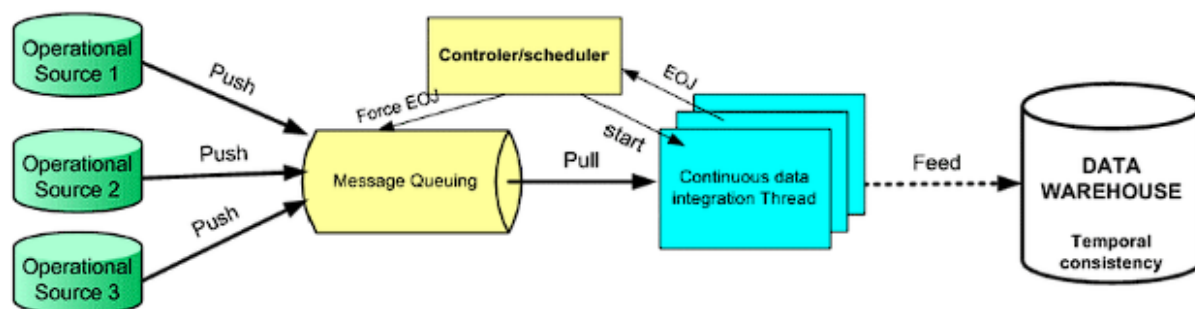 Operational
Source 1
Push
Controler/scheduler
EOJ
Force EOJ
start
Operational
Source 2
Push
Message Queuing
Pull
Continuous data
integration Thread
Feed
DATA
WAREHOUSE
Temporal
consistency
Push
Operational
Source 3